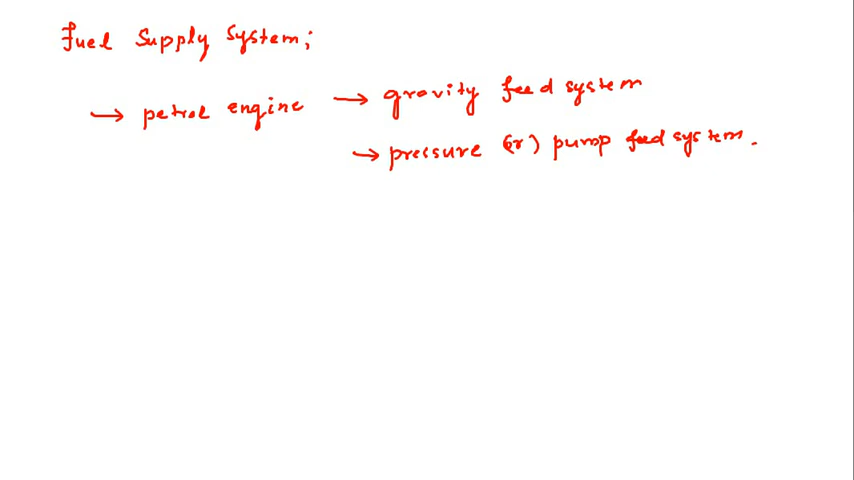 Fuel Supply System;
→ petrol engine → gravity feed system
→ pressure (or) pump feed system.